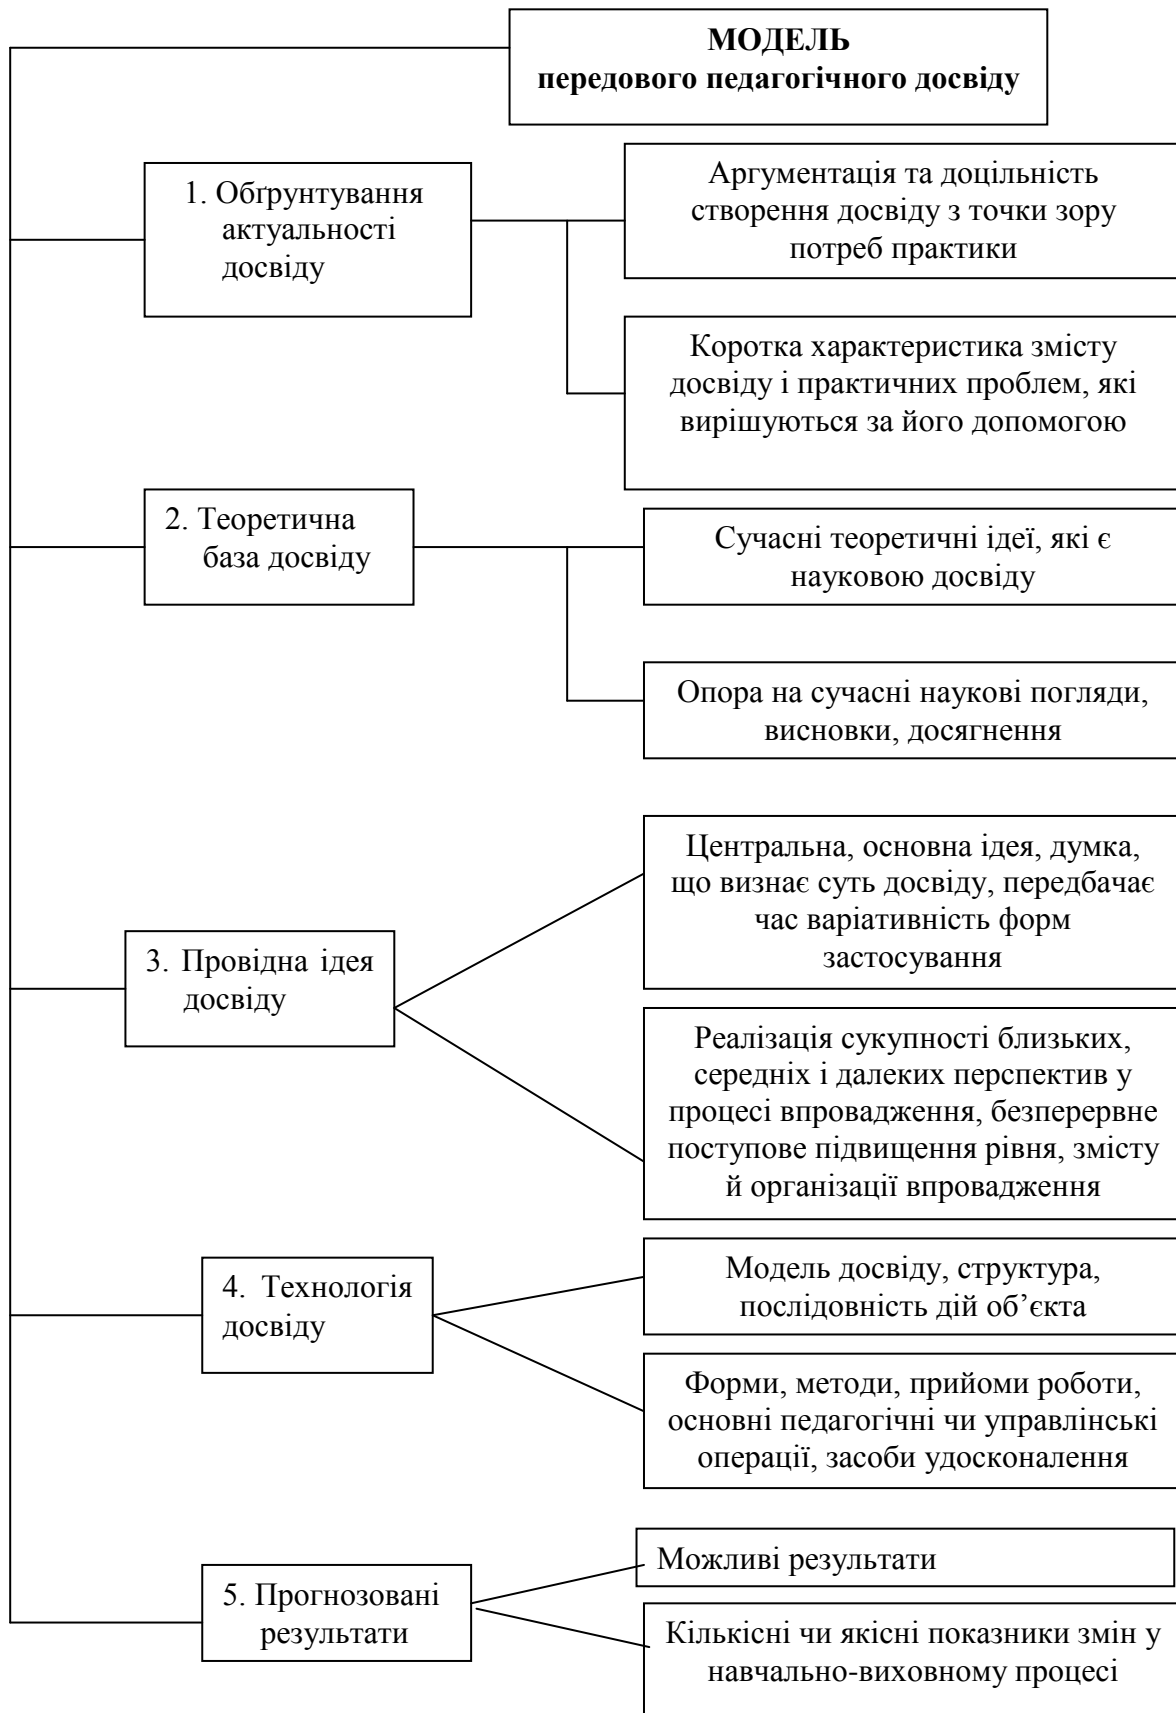 МОДЕЛЬ
передового педагогічного досвіду
1. Обґрунтування
актуальності
досвіду
Аргументація та доцільність
створення досвіду з точки зору
потреб практики
Коротка характеристика змісту
досвіду і практичних проблем, які
вирішуються за його допомогою
2. Теоретична
база досвіду
Сучасні теоретичні ідеї, які є
науковою досвіду
Опора на сучасні наукові погляди,
висновки, досягнення
3. Провідна ідея
досвіду
Центральна, основна ідея, думка,
що визнає суть досвіду, передбачає
час варіативність форм
застосування
Реалізація сукупності близьких,
середніх і далеких перспектив у
процесі впровадження, безперервне
поступове підвищення рівня, змісту
й організації впровадження
4. Технологія
досвіду
Модель досвіду, структура,
послідовність дій об’єкта
Форми, методи, прийоми роботи,
основні педагогічні чи управлінські
операції, засоби удосконалення
5. Прогнозовані
результати
Можливі результати
Кількісні чи якісні показники змін у
навчально-виховному процесі